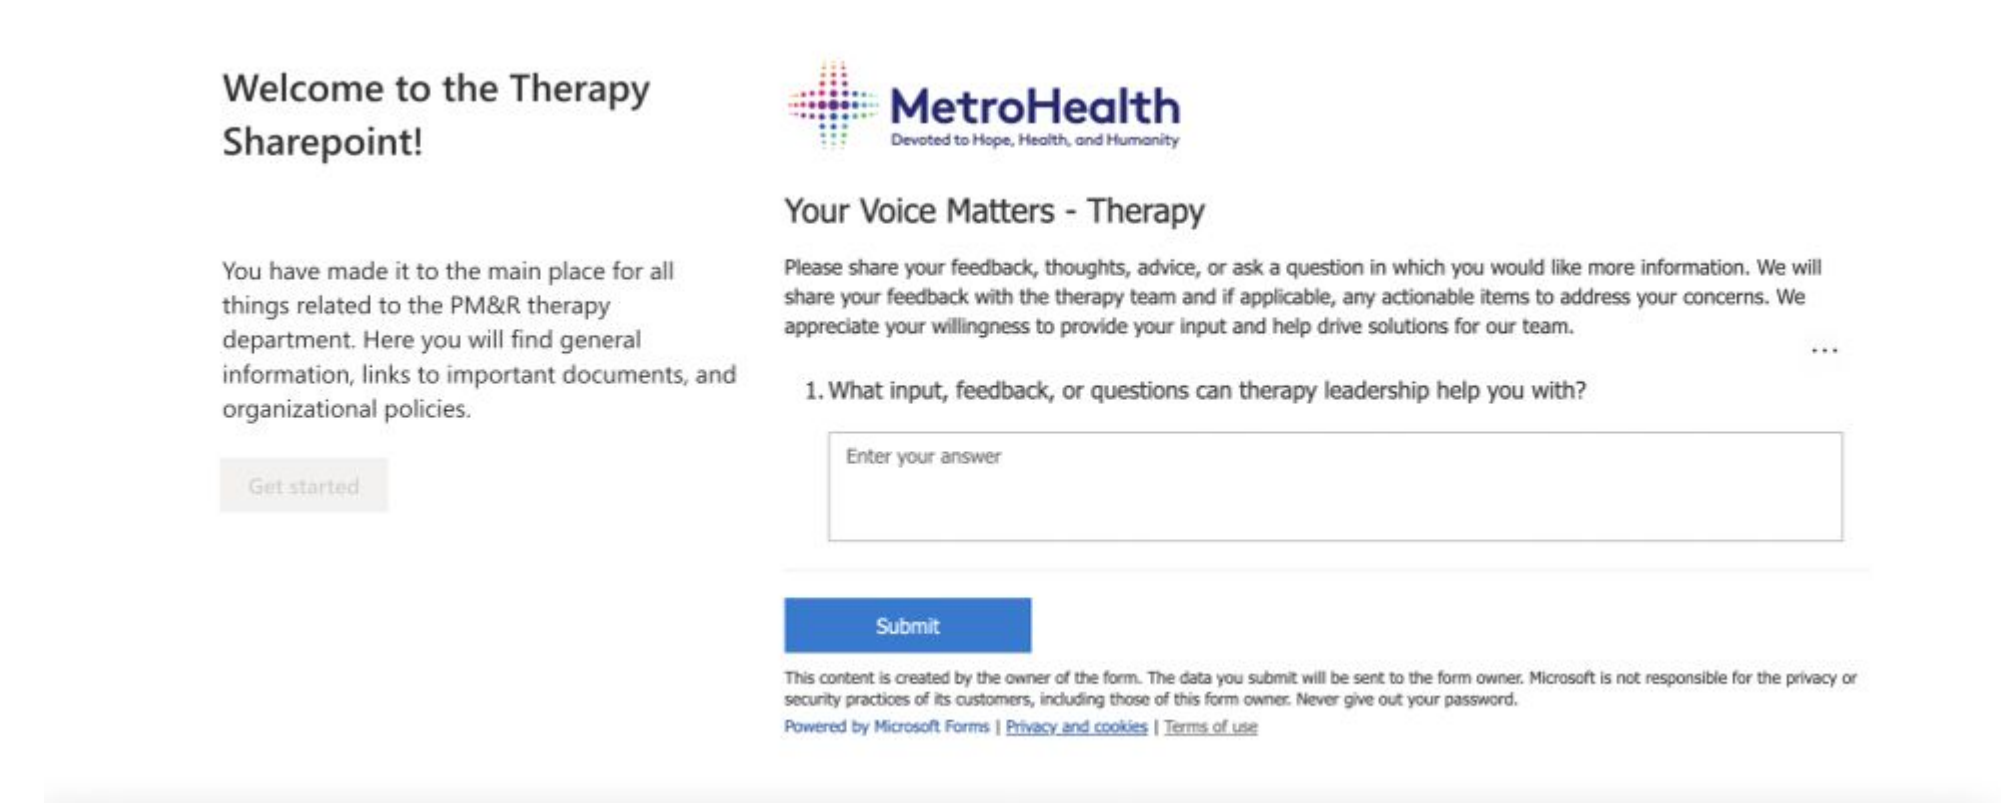 Welcome to the Therapy
Sharepoint!
You have made it to the main place for all
things related to the PM&R therapy
department. Here you will find general
information, links to important documents, and
organizational policies.
Get started
MetroHealth
Devoted to Hope, Health, and Humanity
Your Voice Matters - Therapy
Please share your feedback, thoughts, advice, or ask a question in which you would like more information. We will
share your feedback with the therapy team and if applicable, any actionable items to address your concerns. We
appreciate your willingness to provide your input and help drive solutions for our team.
...
1. What input, feedback, or questions can therapy leadership help you with?
Enter your answer
Submit
This content is created by the owner of the form. The data you submit will be sent to the form owner. Microsoft is not responsible for the privacy or
security practices of its customers, including those of this form owner. Never give out your password.
Powered by Microsoft Forms | Privacy and cookies | Terms of use